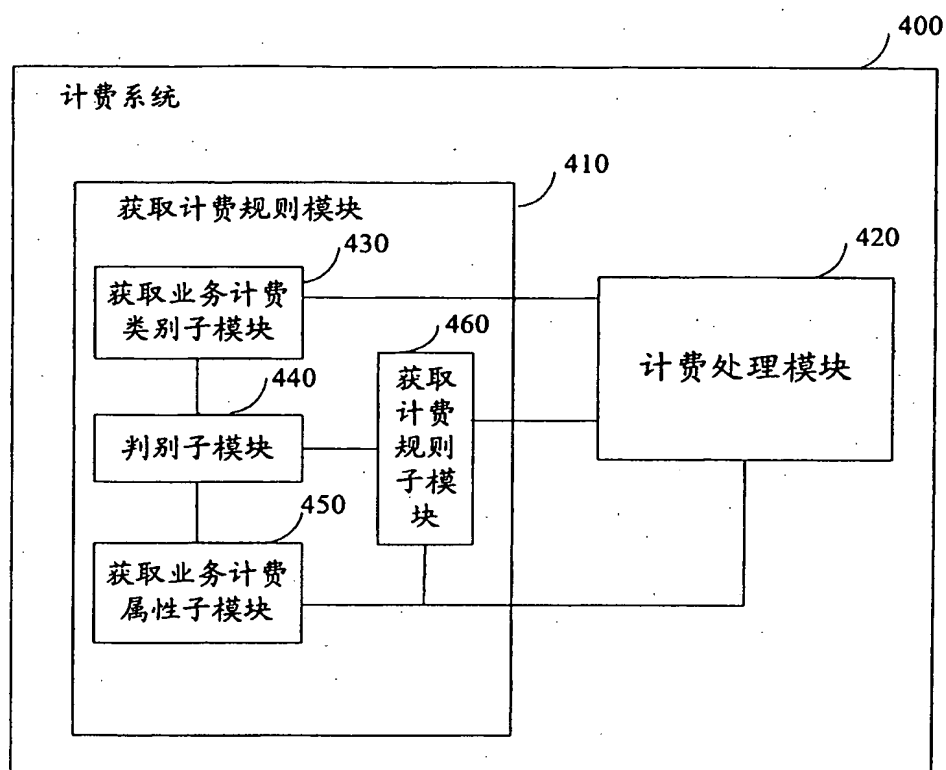 400
计费系统
410
获取计费规则模块
430
获取业务计费
类别子模块
420
计费处理模块
460
获取
计费
规则
子模
块
440
判别子模块
450
获取业务计费
属性子模块